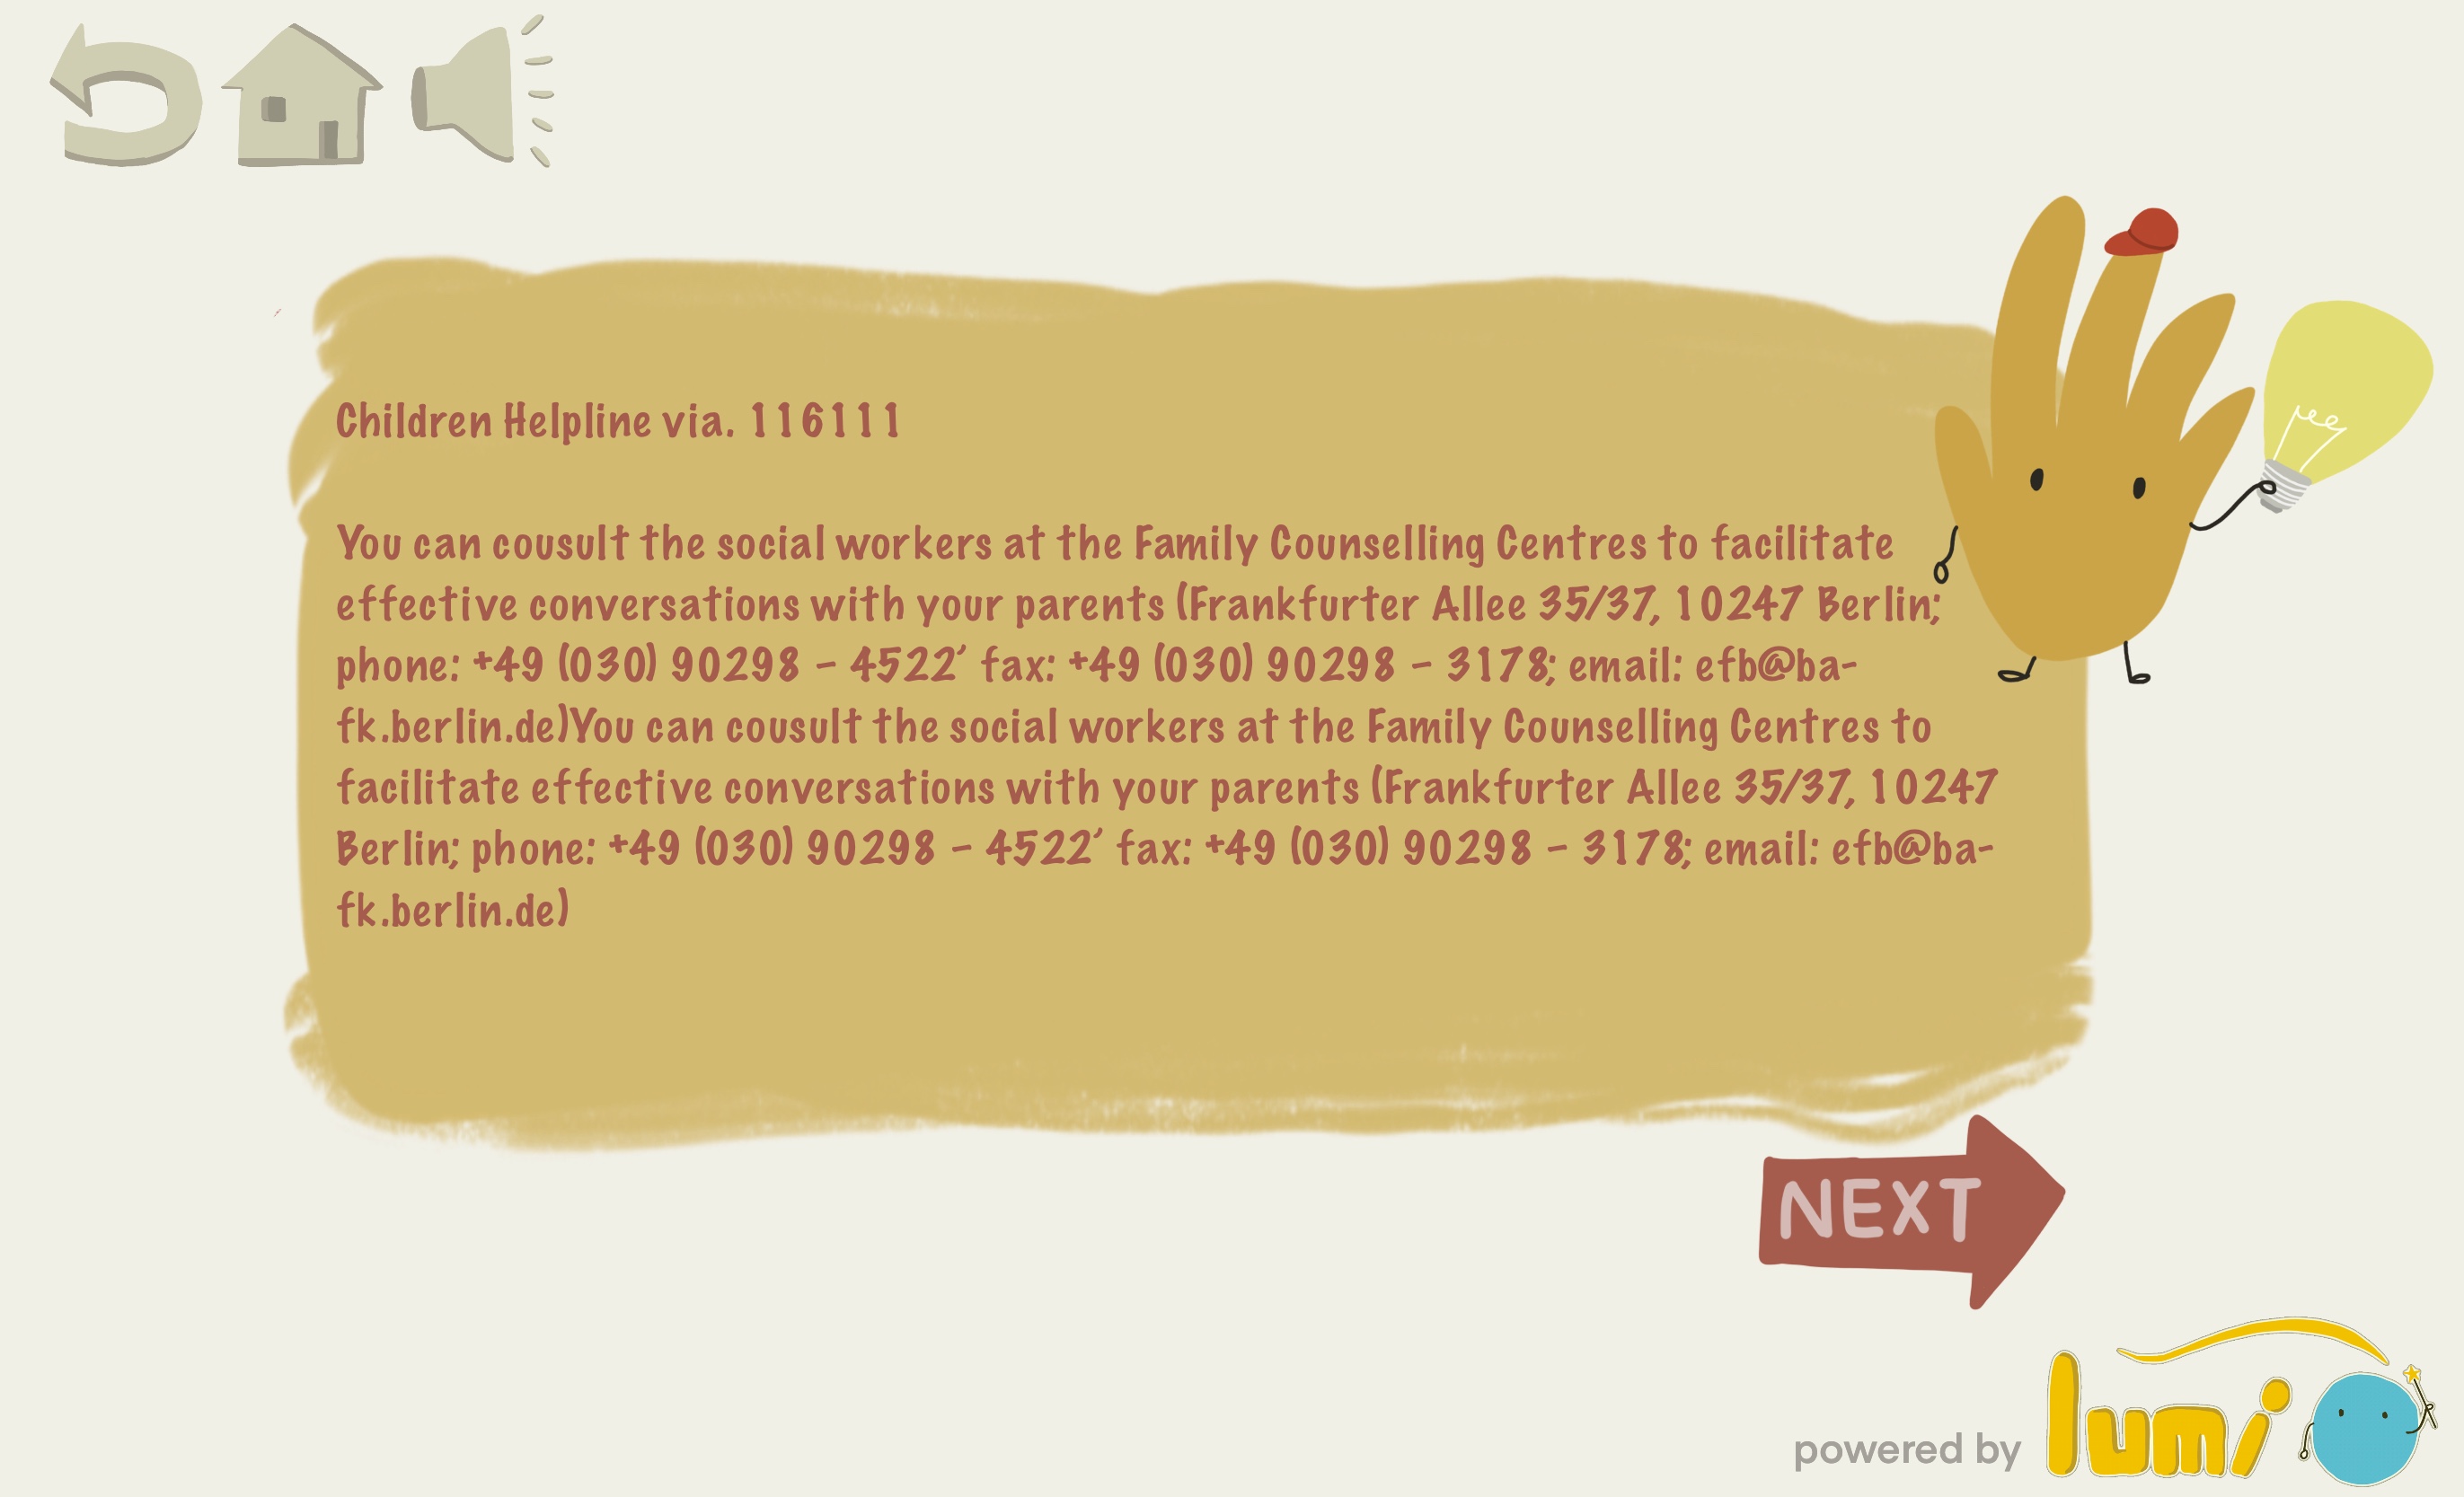 Children Helpline via. 116111
You can cousult the social workers at the Family Counselling Centres to facilitate
effective conversations with your parents (Frankfurter Allee 35/37, 10247 Berlin;
phone: +49 (030) 90298 – 4522’ fax: +49 (030) 90298 – 3178; email: efb@ba-
fk.berlin.de)You can cousult the social workers at the Family Counselling Centres to
facilitate effective conversations with your parents (Frankfurter Allee 35/37, 10247
Berlin; phone: +49 (030) 90298 – 4522’ fax: +49 (030) 90298 – 3178; email: efb@ba-
fk.berlin.de)
NEXT
powered by lumi